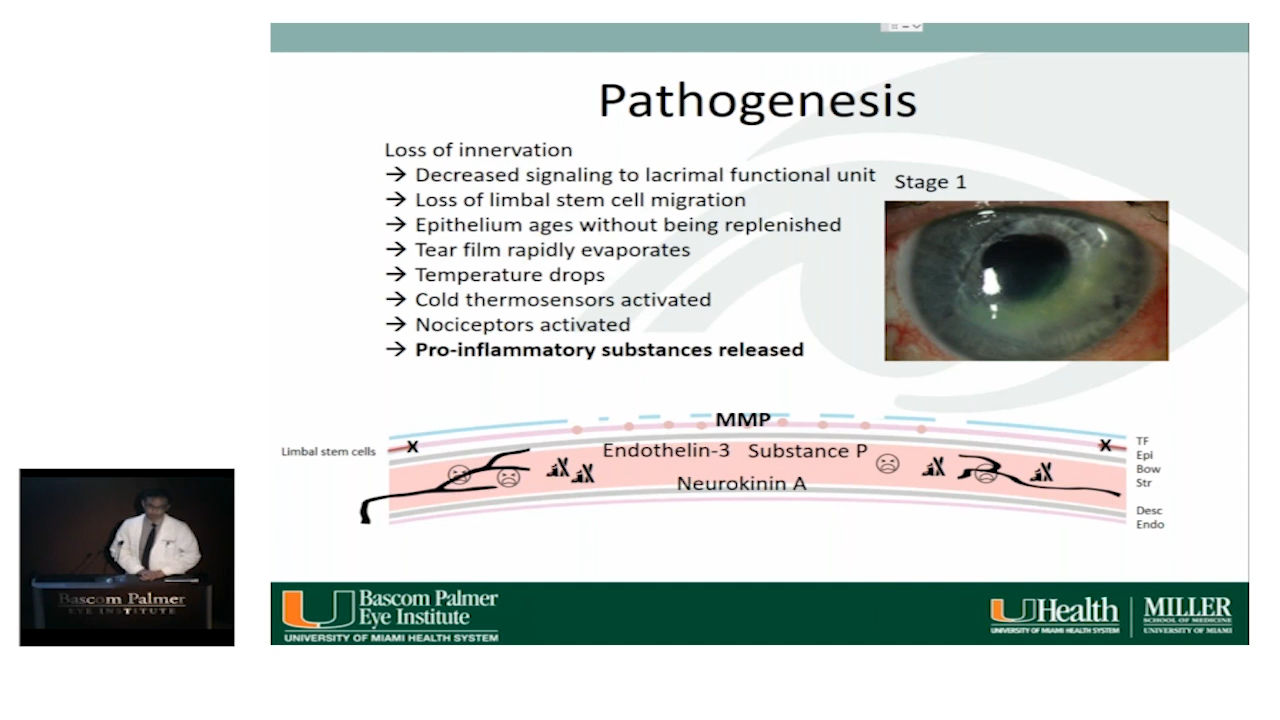 Pathogenesis
Loss of innervation
→ Decreased signaling to lacrimal functional unit
→ Loss of limbal stem cell migration
→ Epithelium ages without being replenished
→ Tear film rapidly evaporates
→ Temperature drops
→ Cold thermosensors activated
→ Nociceptors activated
→ Pro-inflammatory substances released
Stage 1
MMP
Limbal stem cells
X
Endothelin-3 Substance P
Neurokinin A
X
TF
Epi
Bow
Str
Desc
Endo
Bascom Palmer
EYE INSTITUTE
Bascom Palmer
Eye Institute
UNIVERSITY OF MIAMI HEALTH SYSTEM
UHealth
UNIVERSITY OF MIAMI HEALTH SYSTEM
MILLER
SCHOOL OF MEDICINE
UNIVERSITY OF MIAMI